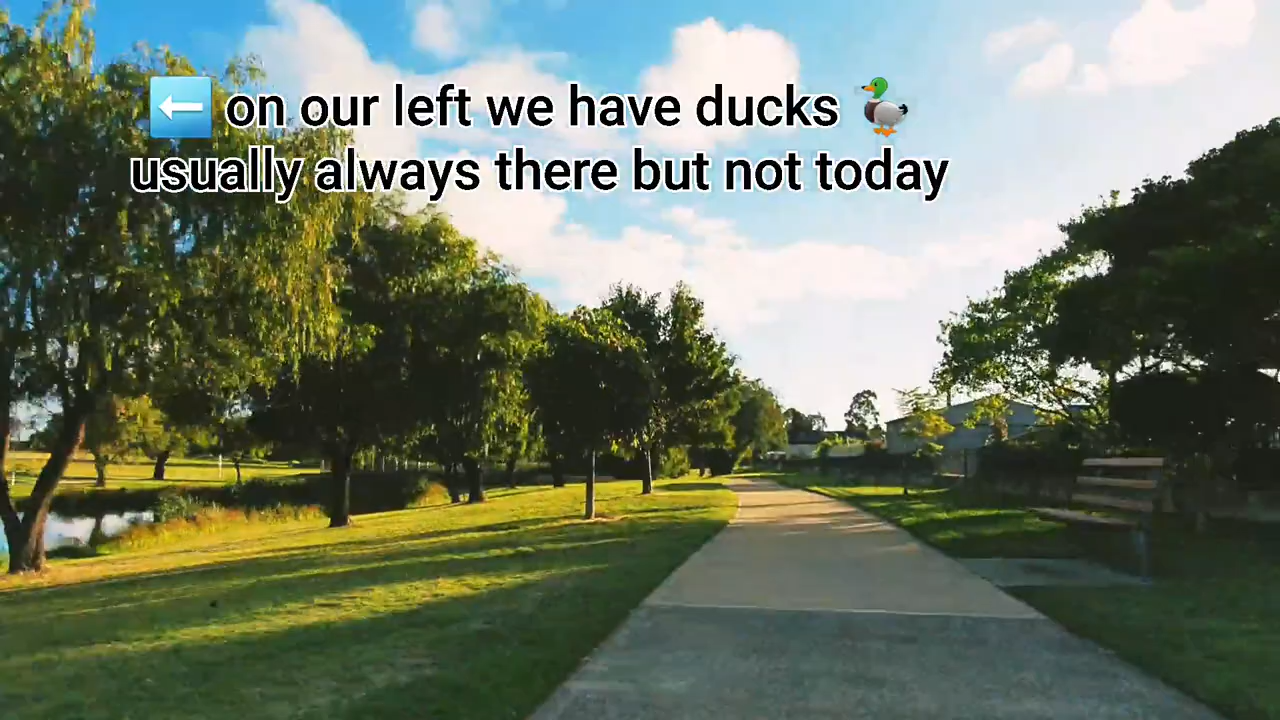 ⬅️ on our left we have ducks 🦆
usually always there but not today